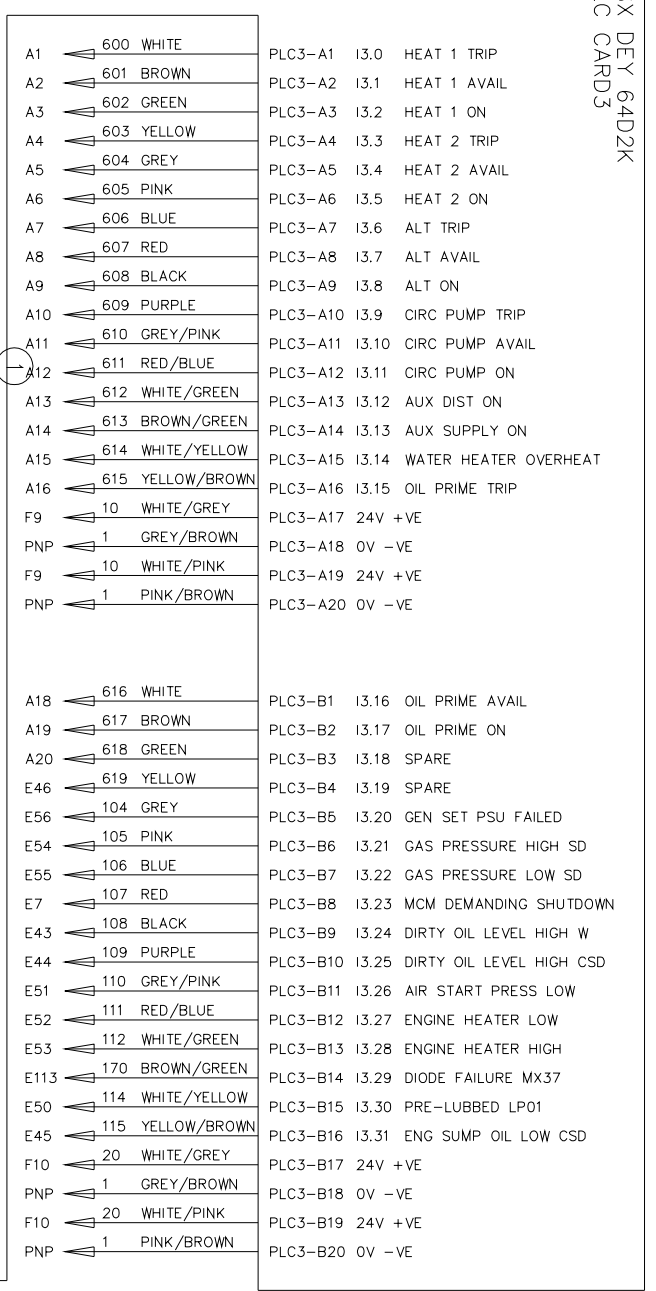 X DEY 64D2K
C CARD3
A1 600 WHITE PLC3-A1 I3.0 HEAT 1 TRIP
A2 601 BROWN PLC3-A2 I3.1 HEAT 1 AVAIL
A3 602 GREEN PLC3-A3 I3.2 HEAT 1 ON
A4 603 YELLOW PLC3-A4 I3.3 HEAT 2 TRIP
A5 604 GREY PLC3-A5 I3.4 HEAT 2 AVAIL
A6 605 PINK PLC3-A6 I3.5 HEAT 2 ON
A7 606 BLUE PLC3-A7 I3.6 ALT TRIP
A8 607 RED PLC3-A8 I3.7 ALT AVAIL
A9 608 BLACK PLC3-A9 I3.8 ALT ON
A10 609 PURPLE PLC3-A10 I3.9 CIRC PUMP TRIP
A11 610 GREY/PINK PLC3-A11 I3.10 CIRC PUMP AVAIL
1
A12 611 RED/BLUE PLC3-A12 I3.11 CIRC PUMP ON
A13 612 WHITE/GREEN PLC3-A13 I3.12 AUX DIST ON
A14 613 BROWN/GREEN PLC3-A14 I3.13 AUX SUPPLY ON
A15 614 WHITE/YELLOW PLC3-A15 I3.14 WATER HEATER OVERHEAT
A16 615 YELLOW/BROWN PLC3-A16 I3.15 OIL PRIME TRIP
F9 10 WHITE/GREY PLC3-A17 24V +VE
PNP 1 GREY/BROWN PLC3-A18 0V -VE
F9 10 WHITE/PINK PLC3-A19 24V +VE
PNP 1 PINK/BROWN PLC3-A20 0V -VE
A18 616 WHITE PLC3-B1 I3.16 OIL PRIME AVAIL
A19 617 BROWN PLC3-B2 I3.17 OIL PRIME ON
A20 618 GREEN PLC3-B3 I3.18 SPARE
E46 619 YELLOW PLC3-B4 I3.19 SPARE
E56 104 GREY PLC3-B5 I3.20 GEN SET PSU FAILED
E54 105 PINK PLC3-B6 I3.21 GAS PRESSURE HIGH SD
E55 106 BLUE PLC3-B7 I3.22 GAS PRESSURE LOW SD
E7 107 RED PLC3-B8 I3.23 MCM DEMANDING SHUTDOWN
E43 108 BLACK PLC3-B9 I3.24 DIRTY OIL LEVEL HIGH W
E44 109 PURPLE PLC3-B10 I3.25 DIRTY OIL LEVEL HIGH CSD
E51 110 GREY/PINK PLC3-B11 I3.26 AIR START PRESS LOW
E52 111 RED/BLUE PLC3-B12 I3.27 ENGINE HEATER LOW
E53 112 WHITE/GREEN PLC3-B13 I3.28 ENGINE HEATER HIGH
E113 170 BROWN/GREEN PLC3-B14 I3.29 DIODE FAILURE MX37
E50 114 WHITE/YELLOW PLC3-B15 I3.30 PRE-LUBBED LP01
E45 115 YELLOW/BROWN PLC3-B16 I3.31 ENG SUMP OIL LOW CSD
F10 20 WHITE/GREY PLC3-B17 24V +VE
PNP 1 GREY/BROWN PLC3-B18 0V -VE
F10 20 WHITE/PINK PLC3-B19 24V +VE
PNP 1 PINK/BROWN PLC3-B20 0V -VE